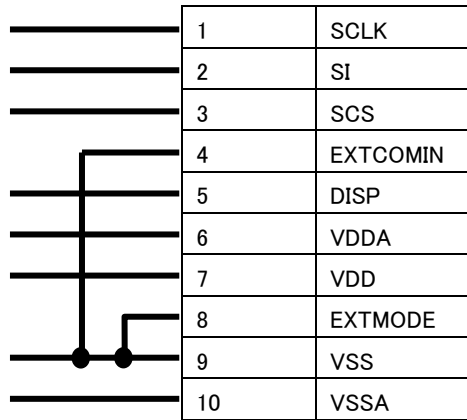 1 SCLK
2 SI
3 SCS
4 EXTCOMIN
5 DISP
6 VDDA
7 VDD
8 EXTMODE
9 VSS
10 VSSA